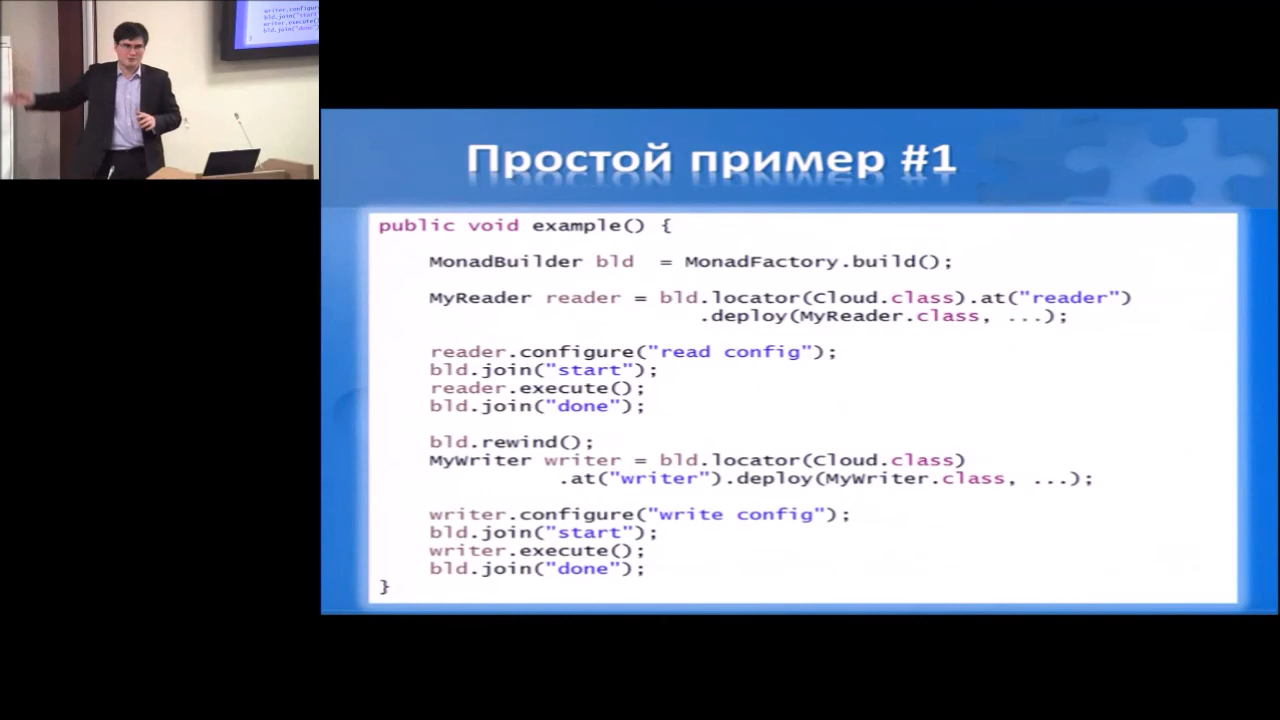 Простой пример #1
public void example() {
MonadBuilder bld = MonadFactory.build();
MyReader reader = bld.locator(Cloud.class).at("reader")
.deploy(MyReader.class, ...);
reader.configure("read config");
bld.join("start");
reader.execute();
bld.join("done");
bld.rewind();
MyWriter writer = bld.locator(Cloud.class)
.at("writer").deploy(MyWriter.class, ...);
writer.configure("write config");
bld.join("start");
writer.execute();
bld.join("done");
}